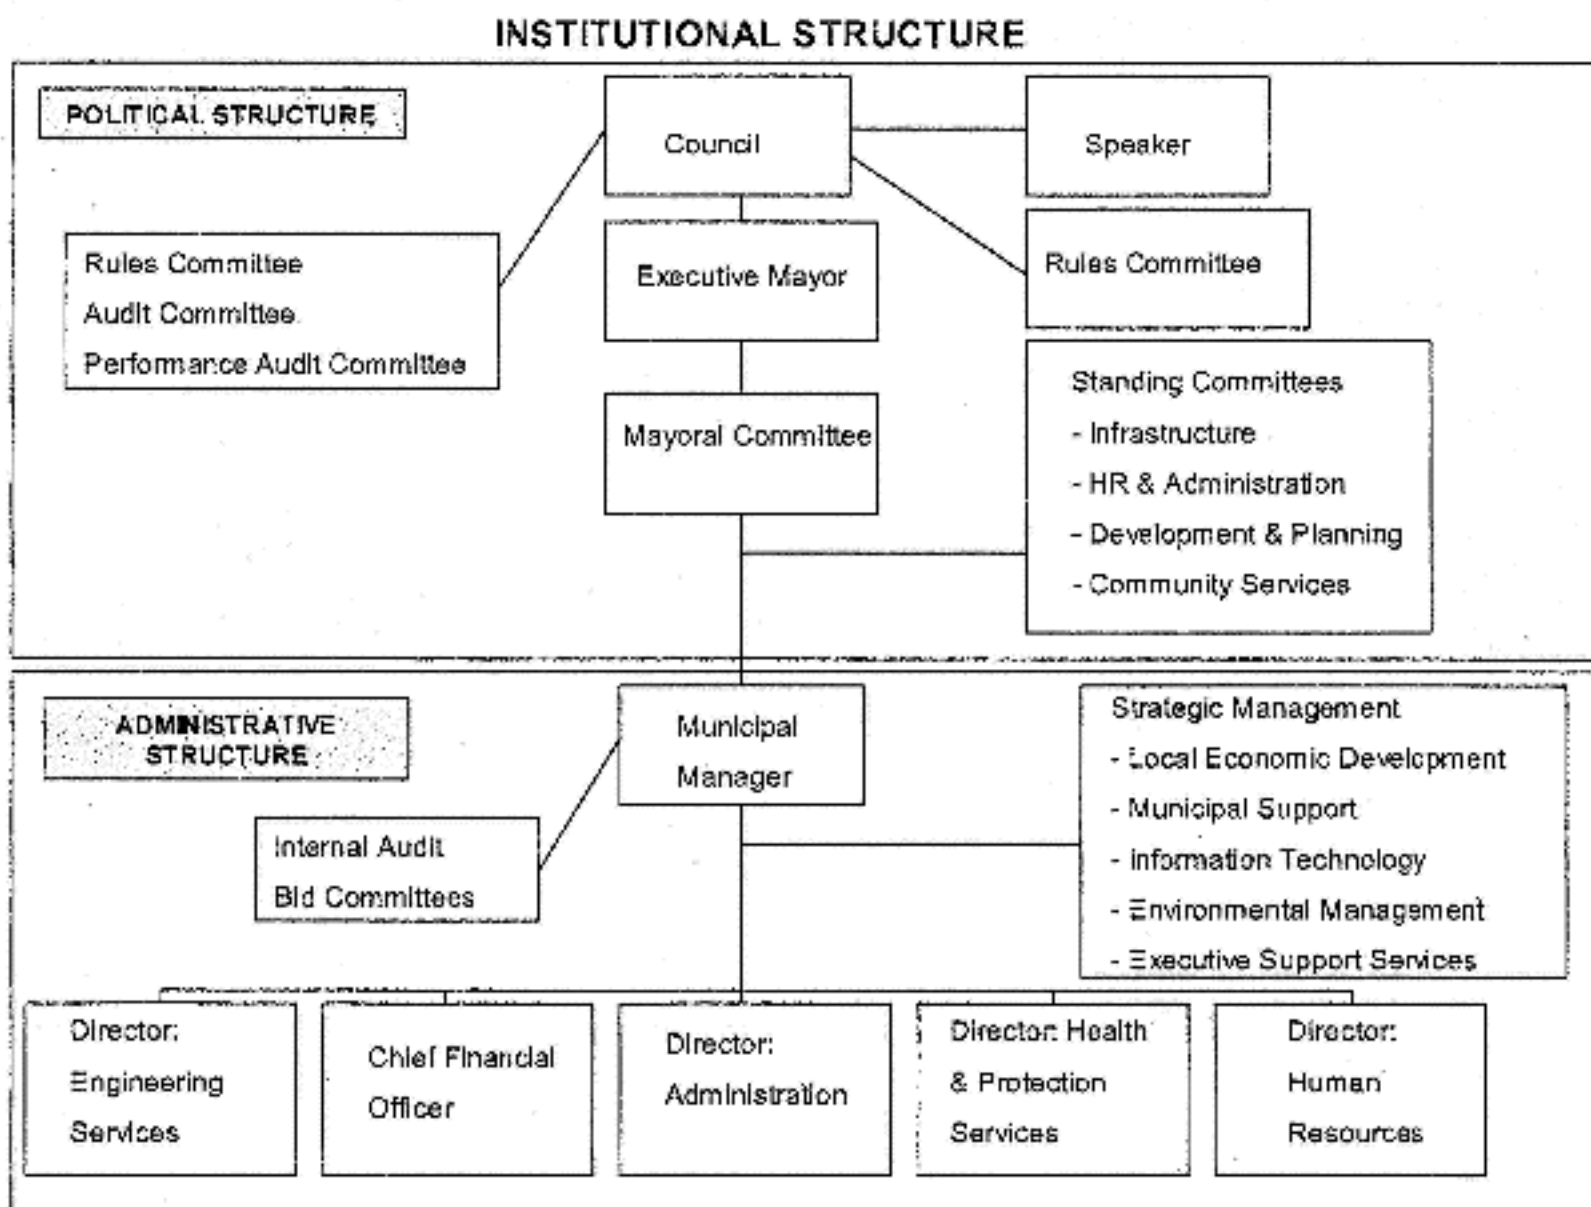 INSTITUTIONAL STRUCTURE
POLITICAL STRUCTURE
Council
Speaker
Rules Committee
Audit Committee
Performance Audit Committee
Executive Mayor
Rules Committee
Mayoral Committee
Standing Committees
- Infrastructure
- HR & Administration
- Development & Planning
- Community Services
ADMINISTRATIVE
STRUCTURE
Municipal
Manager
Strategic Management
- Local Economic Development
- Municipal Support
- Information Technology
- Environmental Management
- Executive Support Services
Internal Audit
Bid Committees
Director:
Engineering
Services
Chief Financial
Officer
Director:
Administration
Director: Health
& Protection
Services
Director:
Human
Resources